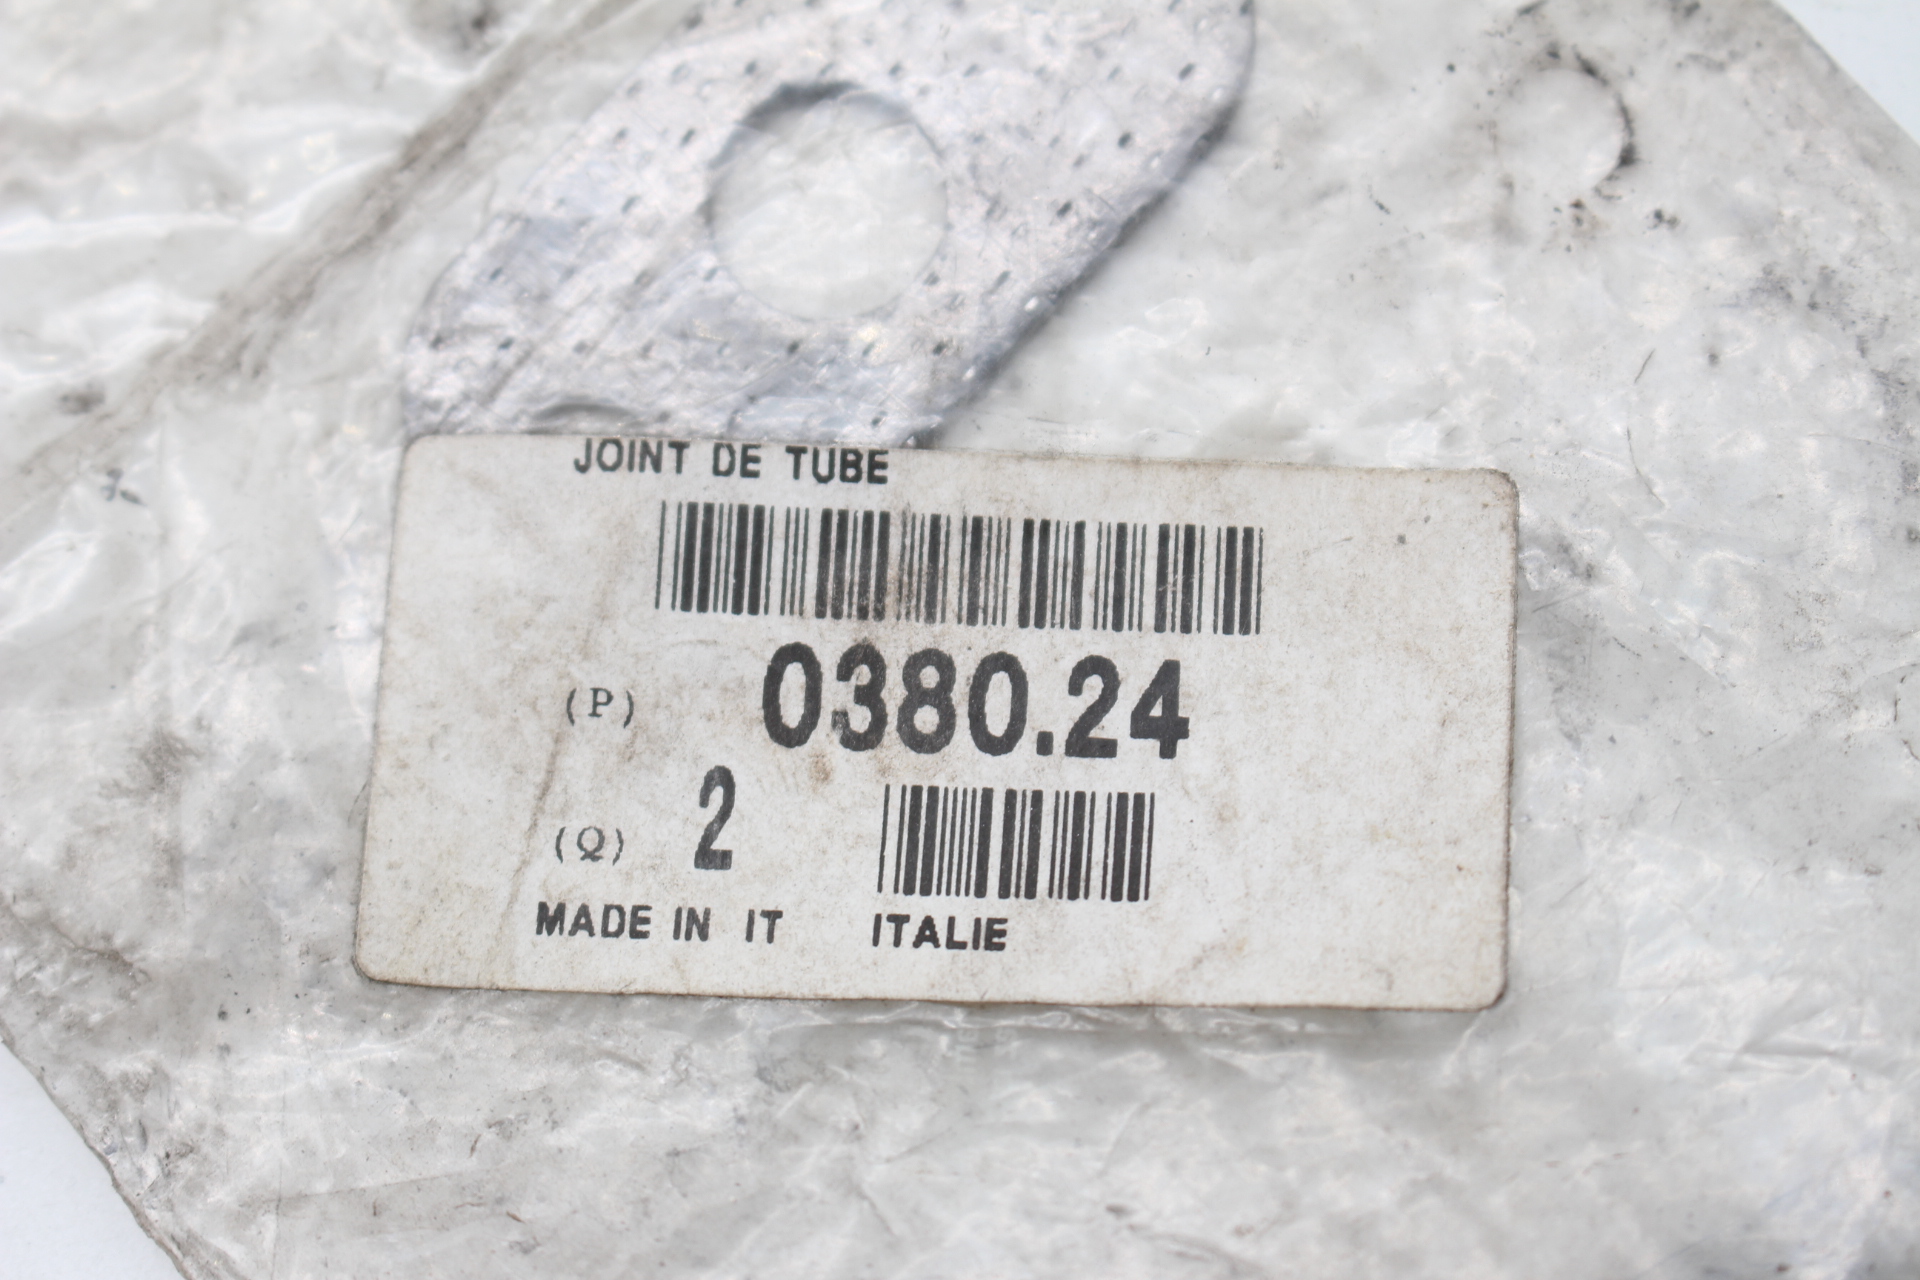 JOINT DE TUBE
(P) 0380.24
(Q) 2
MADE IN IT ITALIE